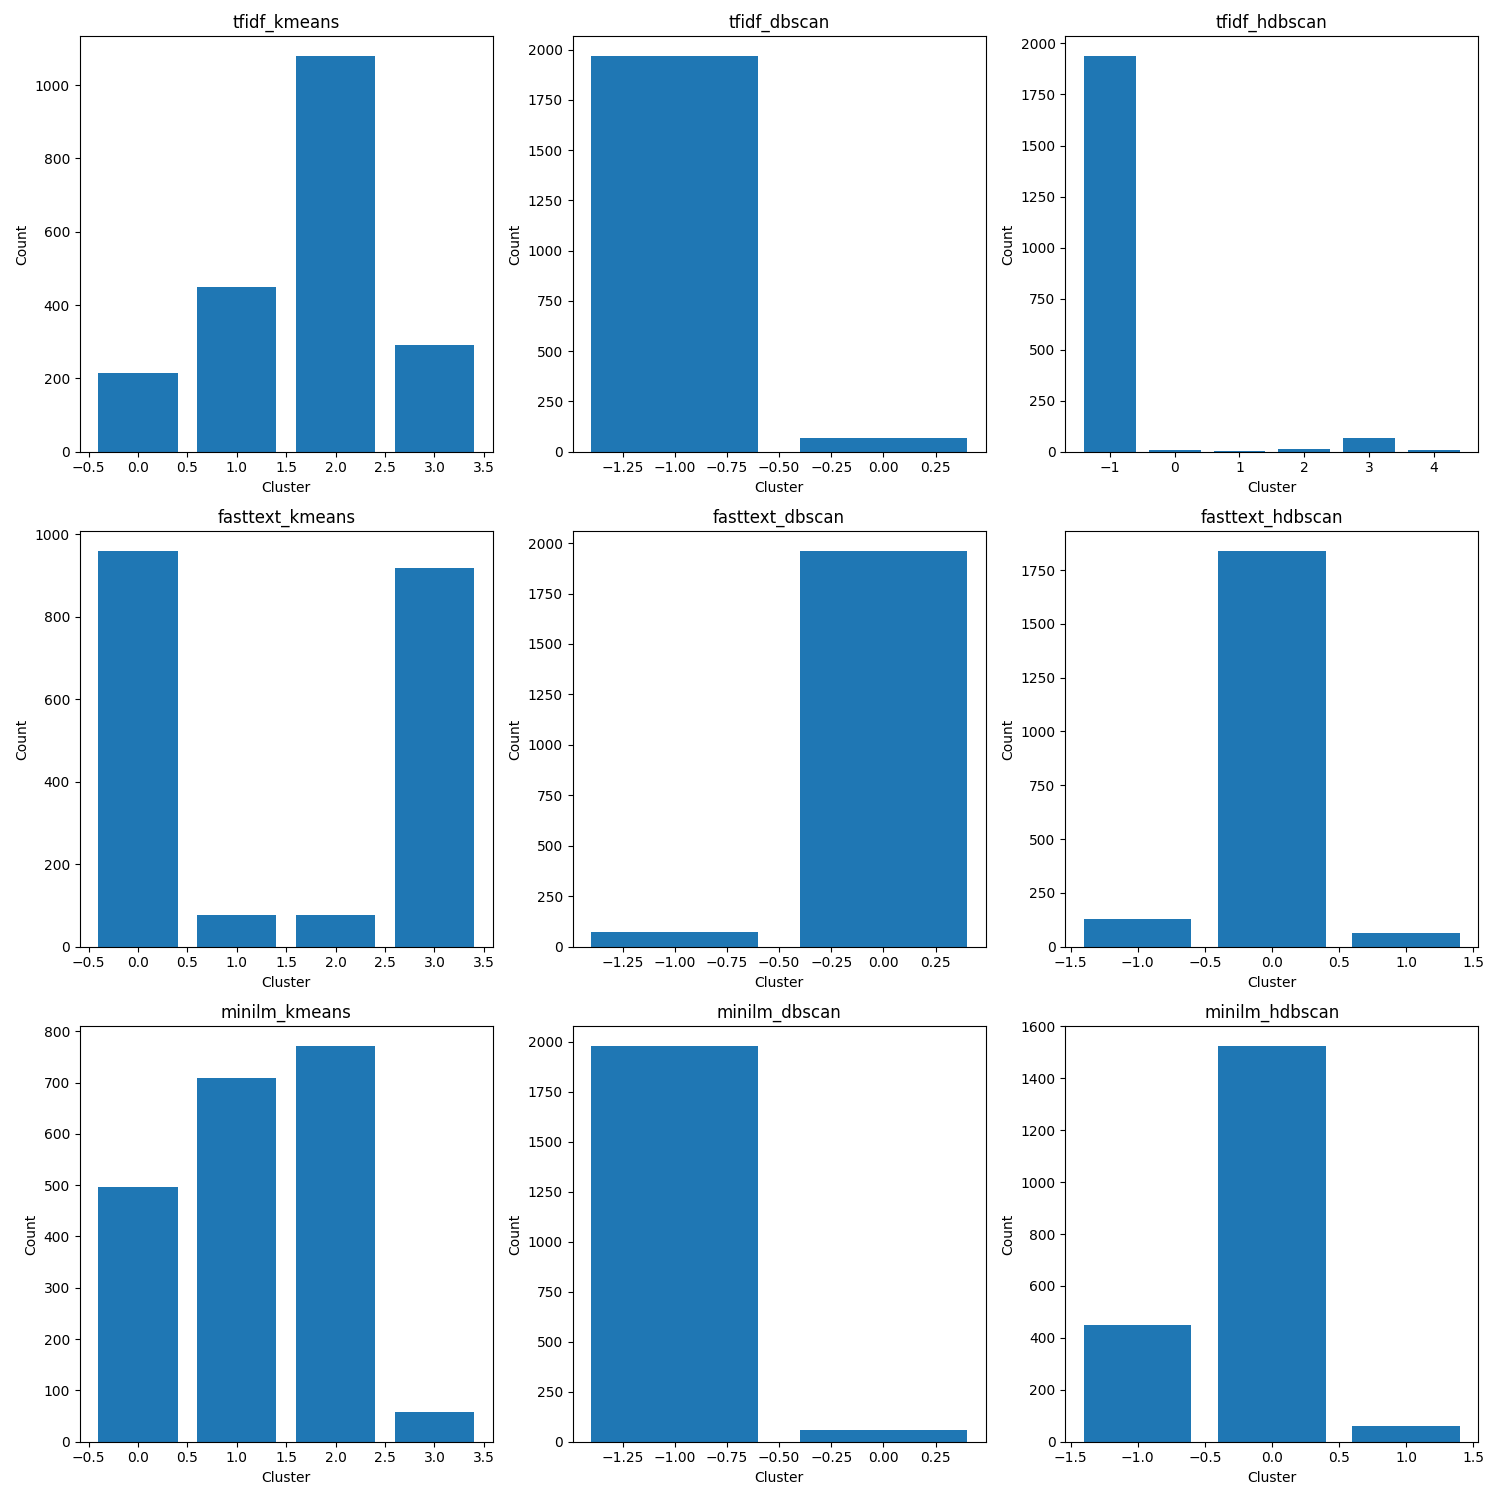 tfidf_kmeans
Count
1000
800
600
400
200
0
−0.5 0.0 0.5 1.0 1.5 2.0 2.5 3.0 3.5
Cluster
tfidf_dbscan
Count
2000
1750
1500
1250
1000
750
500
250
0
−1.25 −1.00 −0.75 −0.50 −0.25 0.00 0.25
Cluster
tfidf_hdbscan
Count
2000
1750
1500
1250
1000
750
500
250
0
−1 0 1 2 3 4
Cluster
fasttext_kmeans
Count
1000
800
600
400
200
0
−0.5 0.0 0.5 1.0 1.5 2.0 2.5 3.0 3.5
Cluster
fasttext_dbscan
Count
2000
1750
1500
1250
1000
750
500
250
0
−1.25 −1.00 −0.75 −0.50 −0.25 0.00 0.25
Cluster
fasttext_hdbscan
Count
1750
1500
1250
1000
750
500
250
0
−1.5 −1.0 −0.5 0.0 0.5 1.0 1.5
Cluster
minilm_kmeans
Count
800
700
600
500
400
300
200
100
0
−0.5 0.0 0.5 1.0 1.5 2.0 2.5 3.0 3.5
Cluster
minilm_dbscan
Count
2000
1750
1500
1250
1000
750
500
250
0
−1.25 −1.00 −0.75 −0.50 −0.25 0.00 0.25
Cluster
minilm_hdbscan
Count
1600
1400
1200
1000
800
600
400
200
0
−1.5 −1.0 −0.5 0.0 0.5 1.0 1.5
Cluster